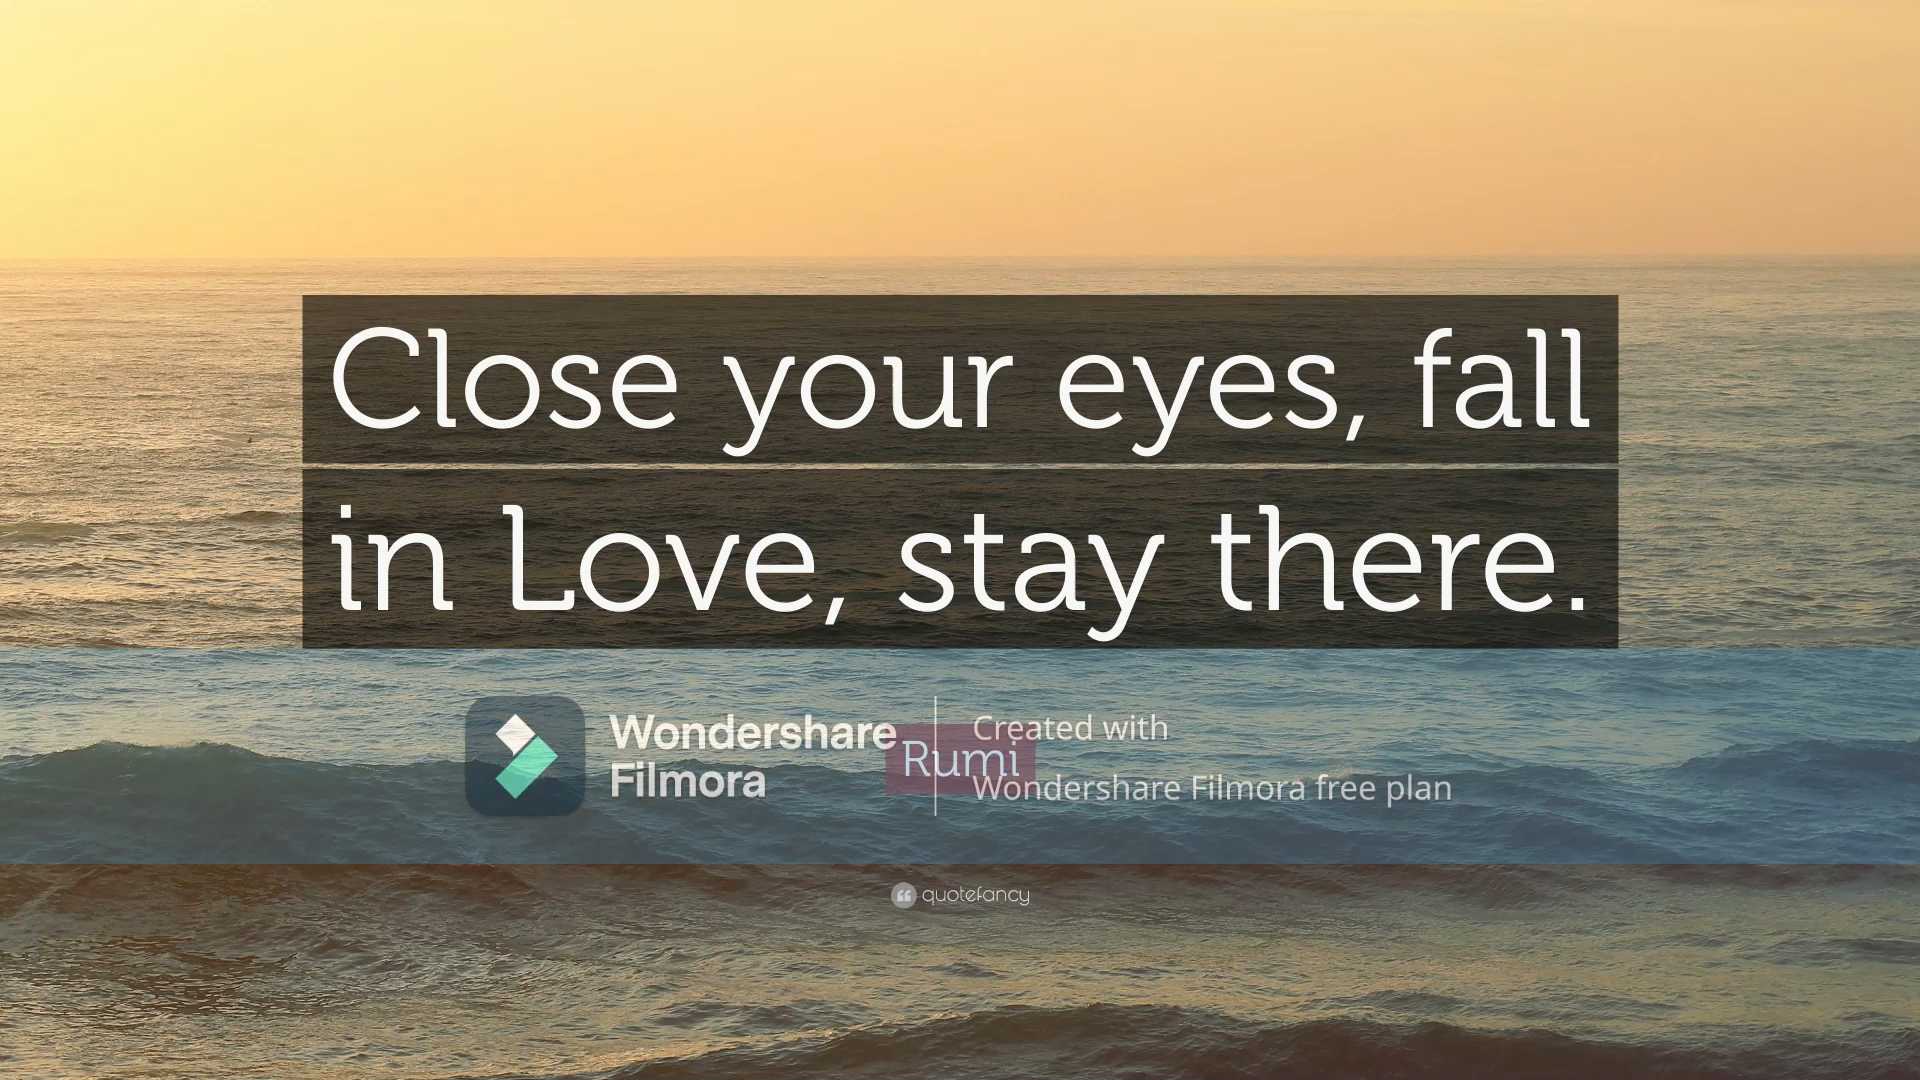 Close your eyes, fall
in Love, stay there.
Wondershare
Filmora
Created with
Rumi
Wondershare Filmora free plan
quotefancy